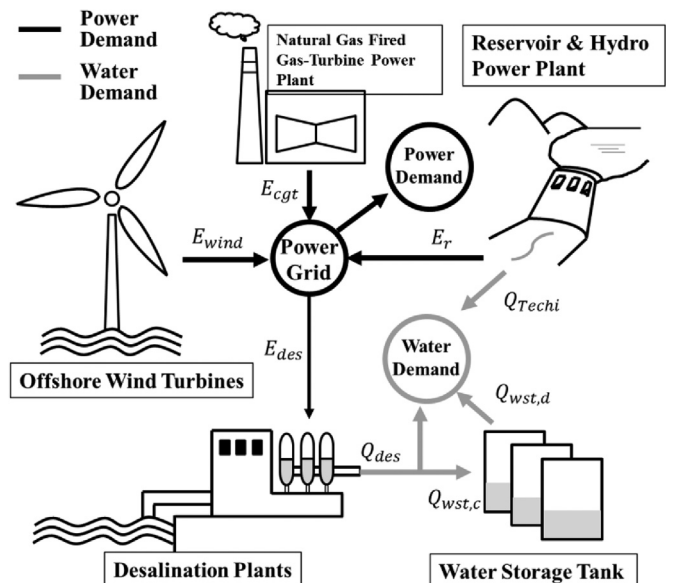 Power
Demand
Water
Demand
Natural Gas Fired
Gas-Turbine Power
Plant
Reservoir & Hydro
Power Plant
Power
Demand
E_cgt
E_wind
E_r
Power
Grid
Q_Techi
E_des
Water
Demand
Offshore Wind Turbines
Q_wst,d
Q_des
Q_wst,c
Desalination Plants
Water Storage Tank